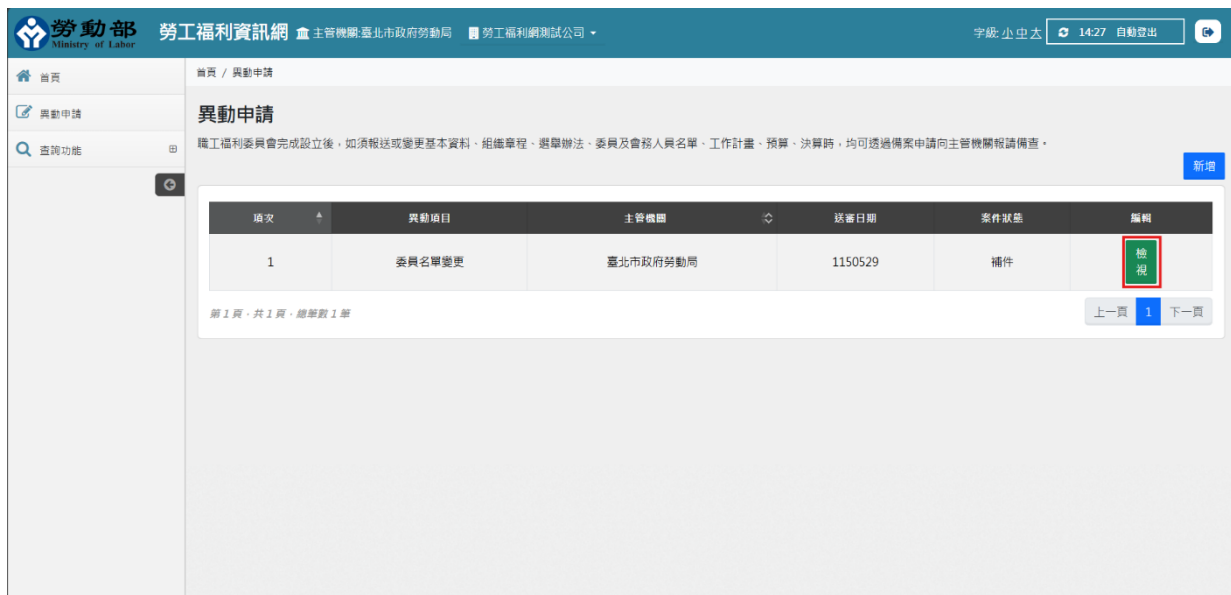 勞動部 勞工福利資訊網 主管機關:臺北市政府勞動局 勞工福利網測試公司 字級:小 中 大 14:27 自動登出
Ministry of Labor
首頁
異動申請
查詢功能
首頁 / 異動申請
異動申請
職工福利委員會完成設立後，如須報送或變更基本資料、組織章程、選舉辦法、委員及會務人員名單、工作計畫、預算、決算時，均可透過備案申請向主管機關報請備查。
新增
項次 異動項目 主管機關 送審日期 案件狀態 編輯
1 委員名單變更 臺北市政府勞動局 1150529 補件 檢視
第 1 頁，共 1 頁，總筆數 1 筆
上一頁 1 下一頁